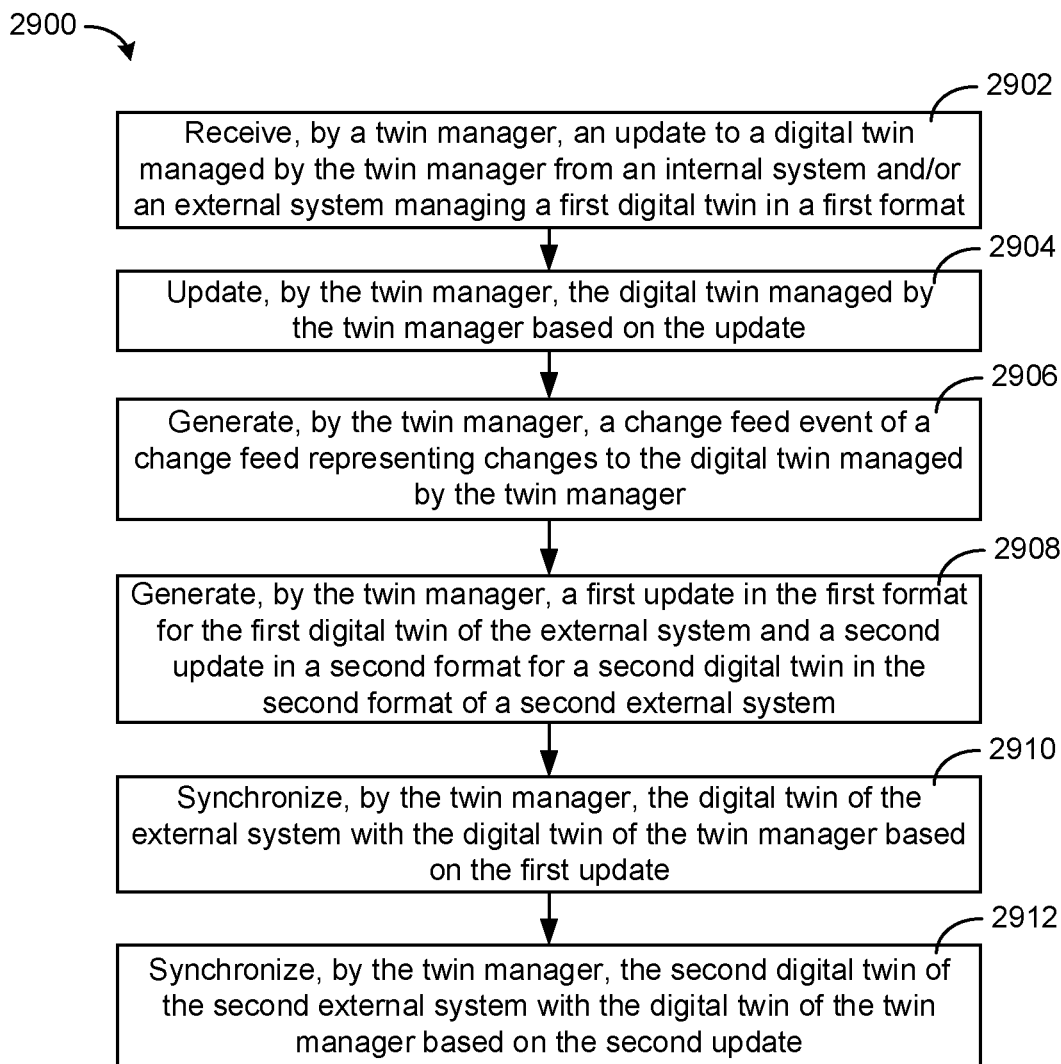 2900
2902
Receive, by a twin manager, an update to a digital twin
managed by the twin manager from an internal system and/or
an external system managing a first digital twin in a first format
2904
Update, by the twin manager, the digital twin managed by
the twin manager based on the update
2906
Generate, by the twin manager, a change feed event of a
change feed representing changes to the digital twin managed
by the twin manager
2908
Generate, by the twin manager, a first update in the first format
for the first digital twin of the external system and a second
update in a second format for a second digital twin in the
second format of a second external system
2910
Synchronize, by the twin manager, the digital twin of the
external system with the digital twin of the twin manager based
on the first update
2912
Synchronize, by the twin manager, the second digital twin of
the second external system with the digital twin of the twin
manager based on the second update